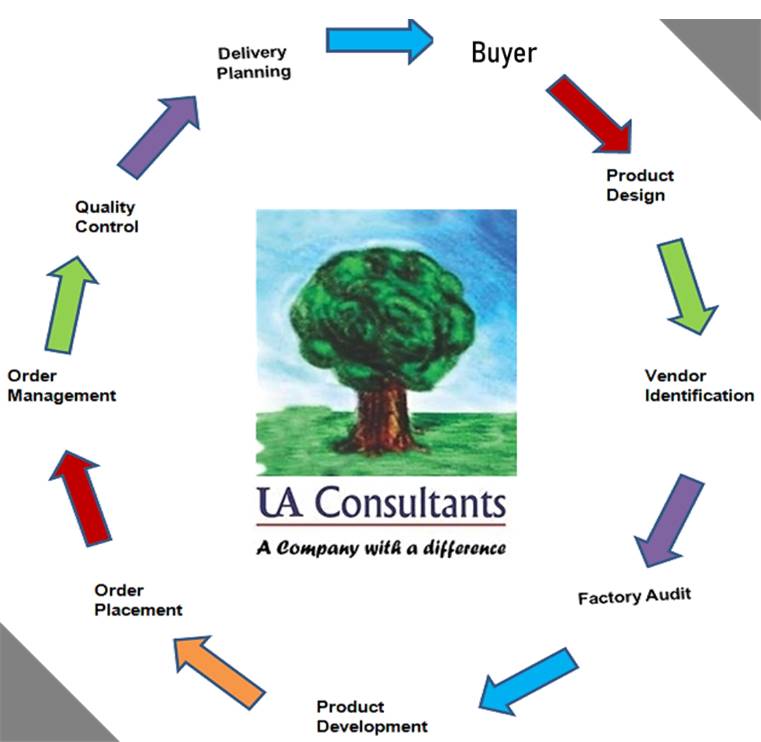 Buyer
Product
Design
Vendor
Identification
Factory Audit
Product
Development
Order
Placement
Order
Management
Quality
Control
Delivery
Planning
UA Consultants
A Company with a difference